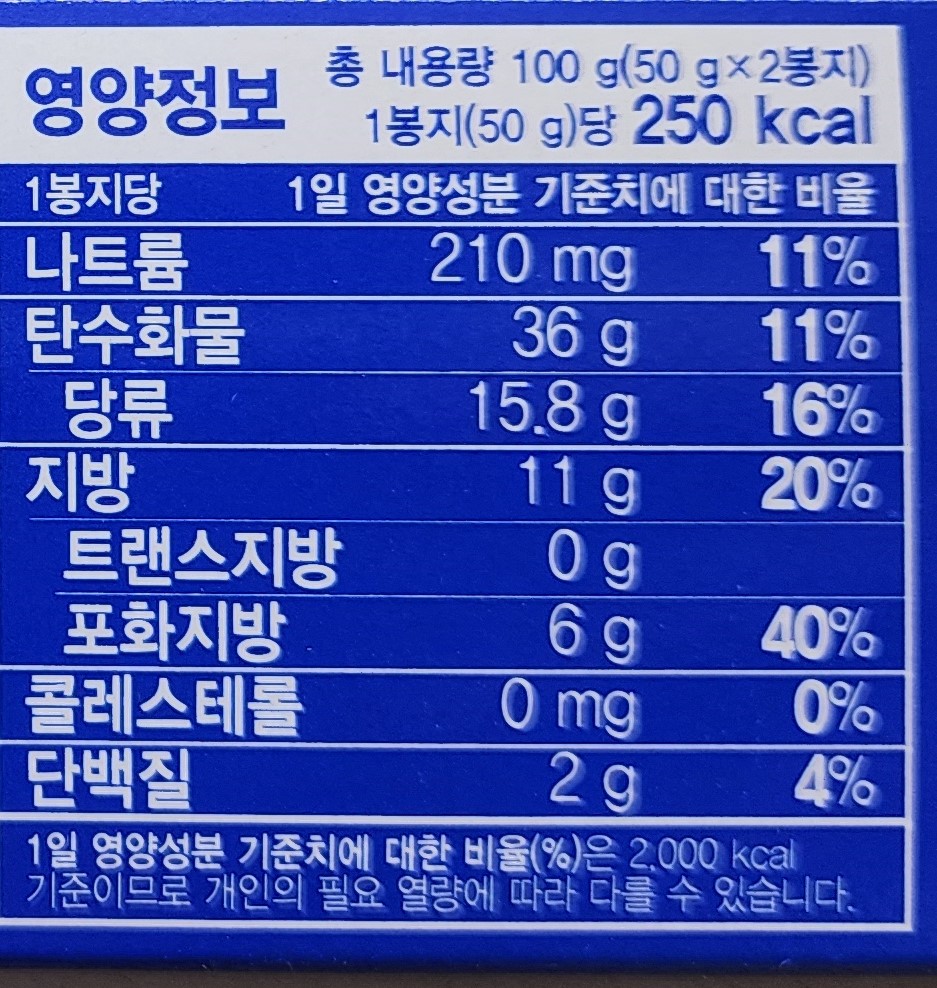 영양정보
총 내용량 100 g(50 g×2봉지)
1봉지(50 g)당 250 kcal
1봉지당 1일 영양성분 기준치에 대한 비율
나트륨 210 mg 11%
탄수화물 36 g 11%
당류 15.8 g 16%
지방 11 g 20%
트랜스지방 0 g
포화지방 6 g 40%
콜레스테롤 0 mg 0%
단백질 2 g 4%
1일 영양성분 기준치에 대한 비율(%)은 2,000 kcal
기준이므로 개인의 필요 열량에 따라 다를 수 있습니다.